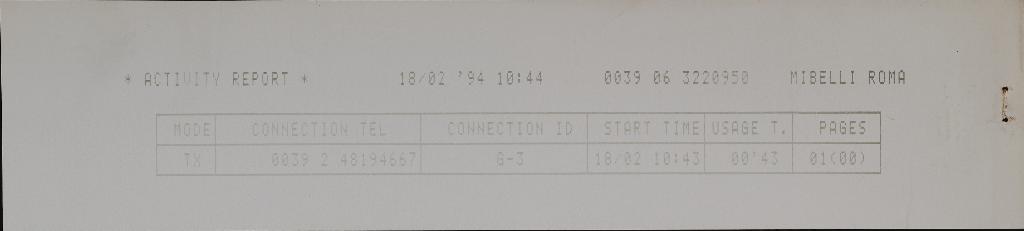 * ACTIVITY REPORT * 18/02 '94 10:44 0039 06 3220950 MIBELLI ROMA
MODE CONNECTION TEL CONNECTION ID START TIME USAGE T. PAGES
TX 0039 2 48194667 G-3 18/02 10:43 00'43 01(00)